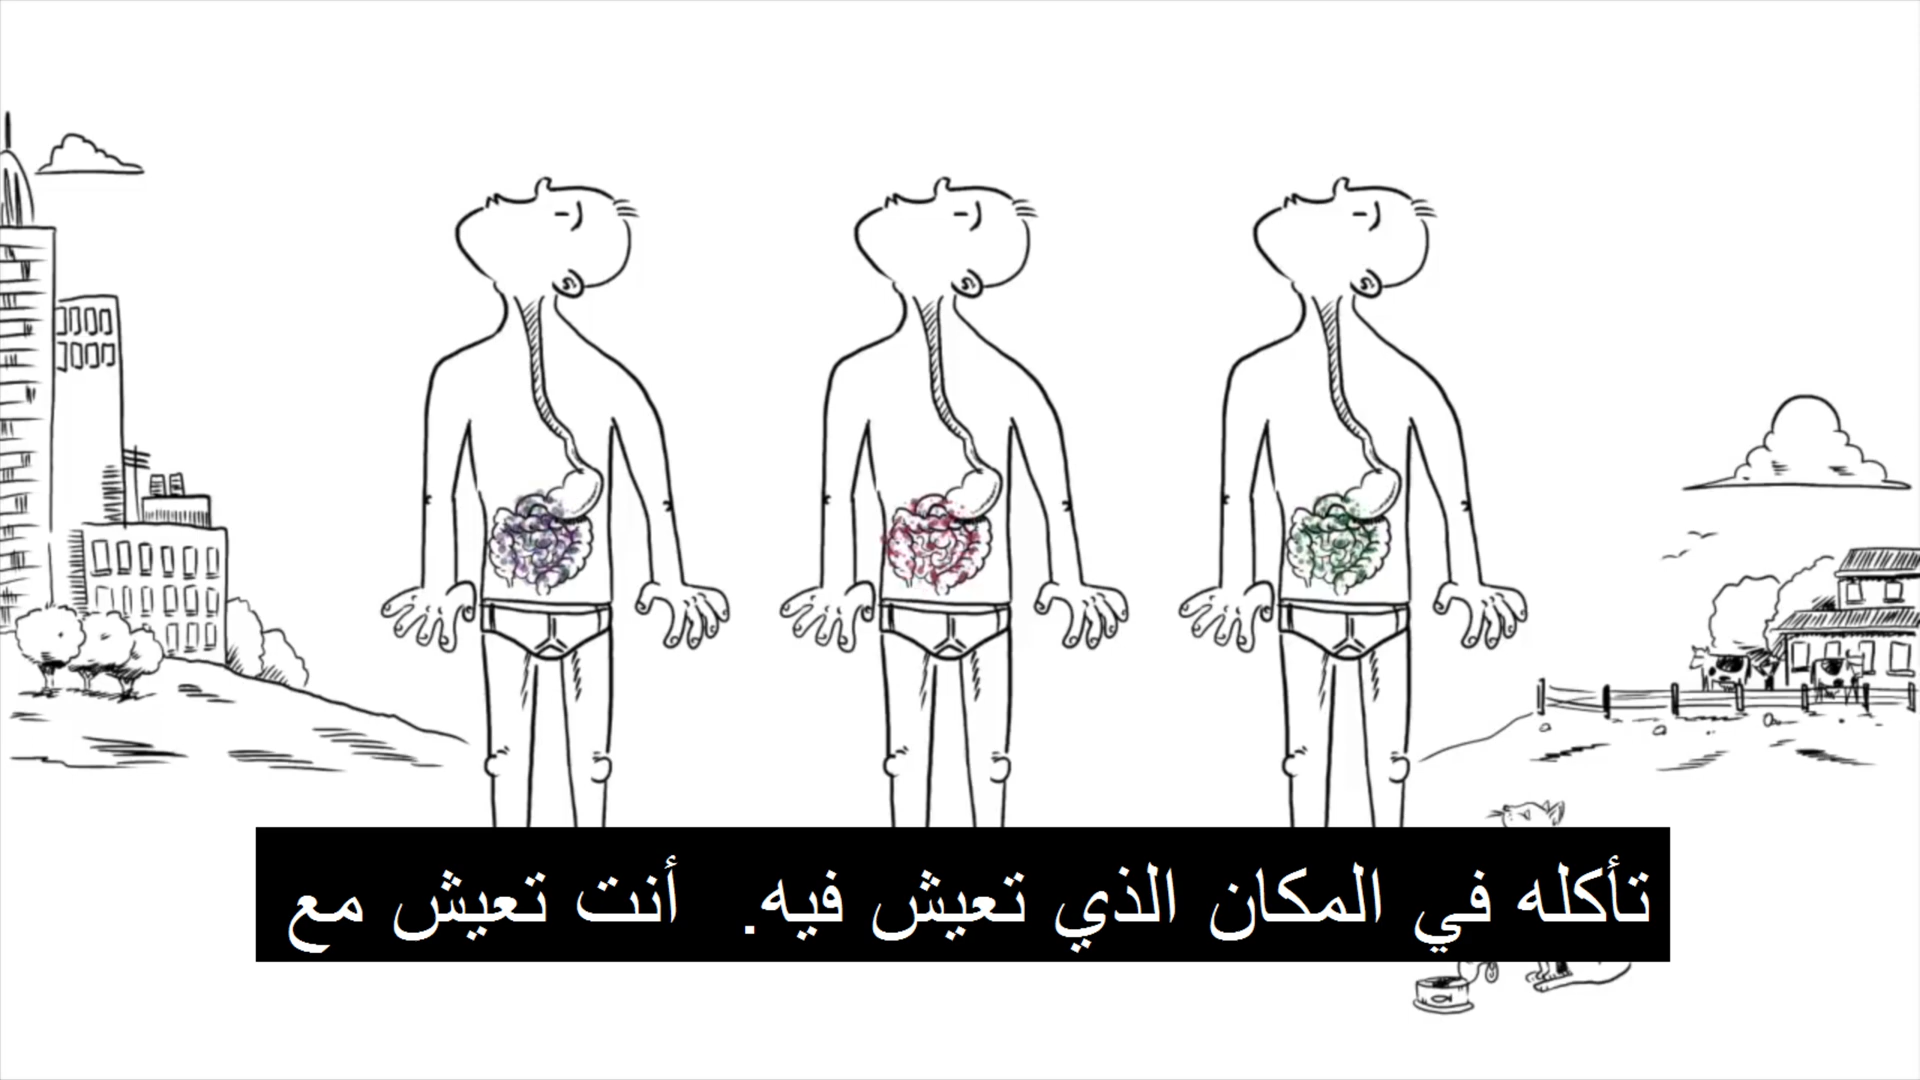 تأكله في المكان الذي تعيش فيه.  أنت تعيش مع